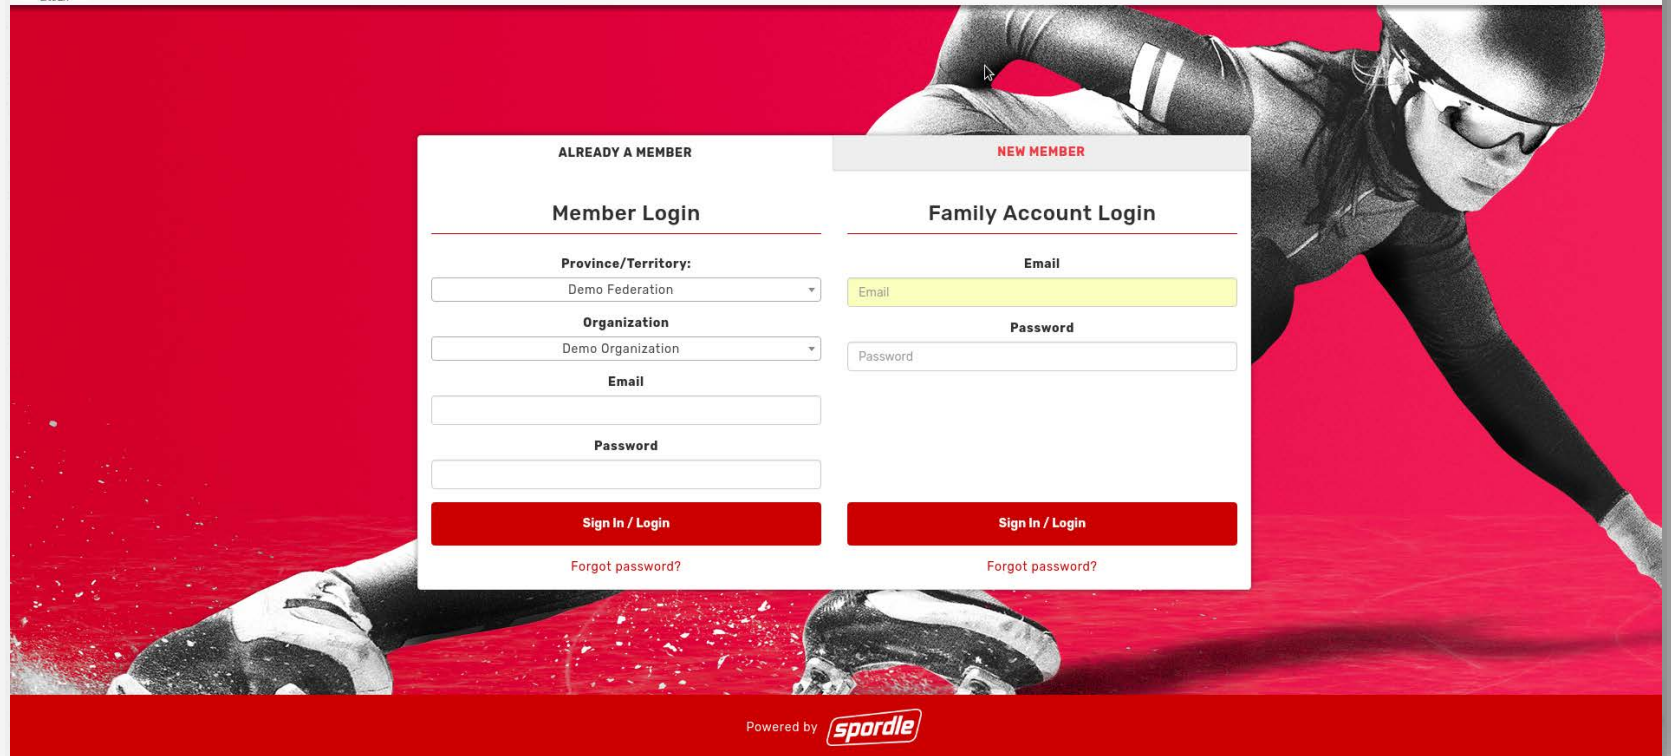 ALREADY A MEMBER
NEW MEMBER
Member Login
Province/Territory:
Demo Federation
Organization
Demo Organization
Email
Password
Sign In / Login
Forgot password?
Family Account Login
Email
Email
Password
Password
Sign In / Login
Forgot password?
Powered by spordle